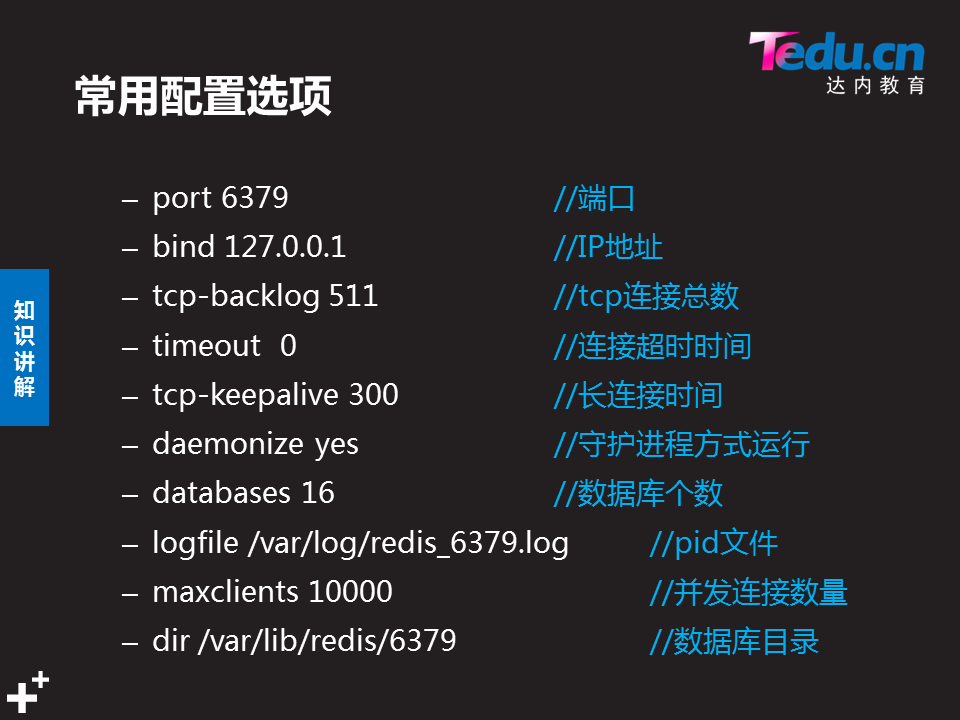 Tedu.cn
达内教育
常用配置选项
– port 6379 //端口
– bind 127.0.0.1 //IP地址
– tcp-backlog 511 //tcp连接总数
– timeout 0 //连接超时时间
– tcp-keepalive 300 //长连接时间
– daemonize yes //守护进程方式运行
– databases 16 //数据库个数
– logfile /var/log/redis_6379.log //pid文件
– maxclients 10000 //并发连接数量
– dir /var/lib/redis/6379 //数据库目录
知
识
讲
解